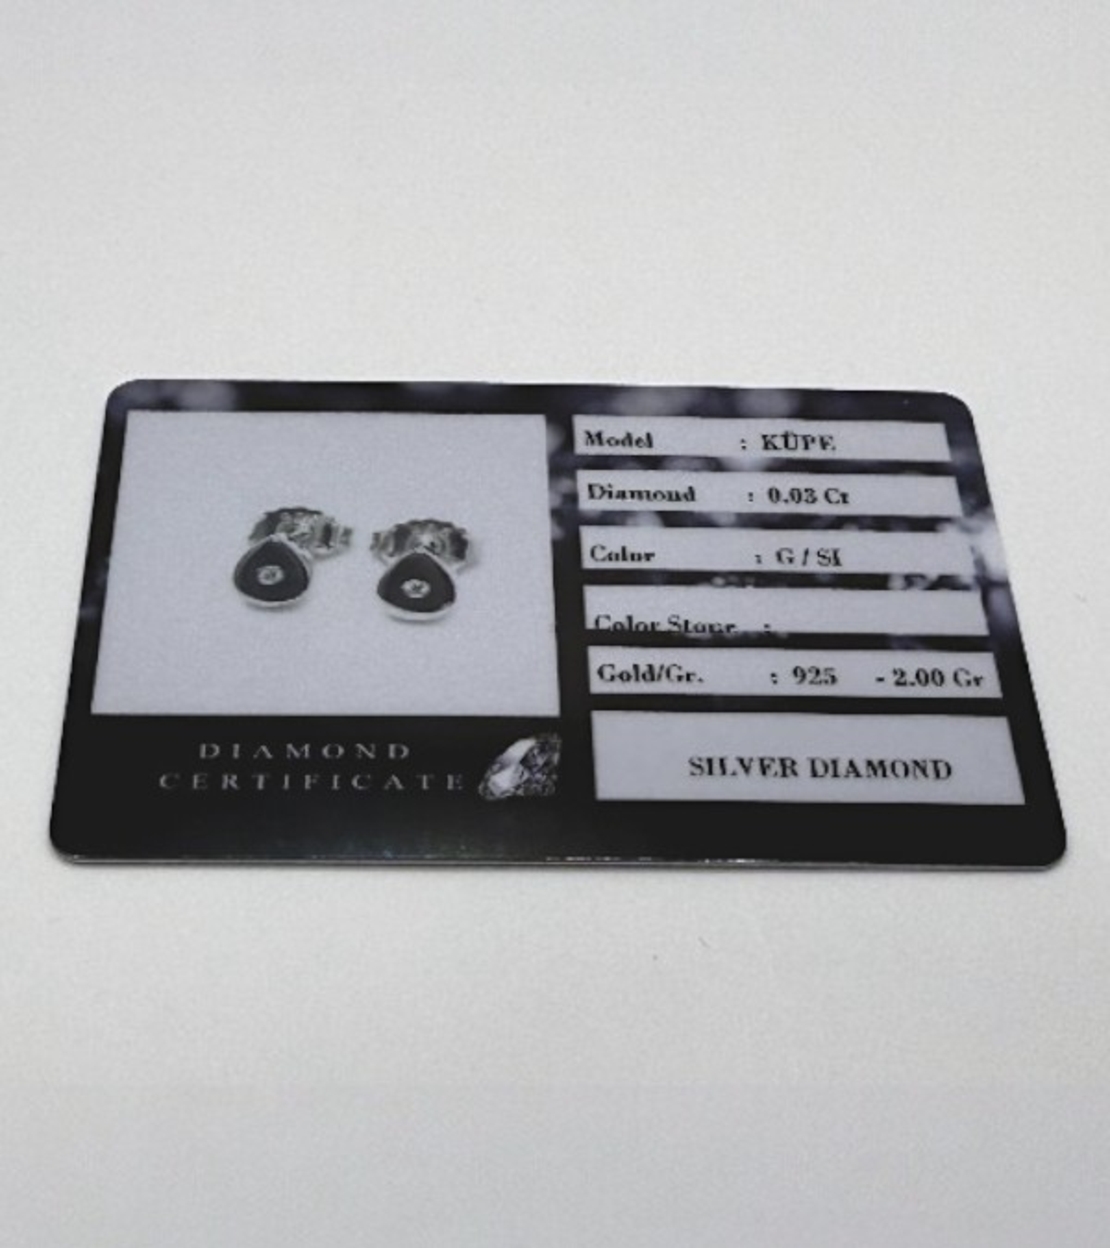 Model : KÜPE
Diamond : 0.03 Ct
Color : G / SI
Color Stone :
Gold/Gr. : 925 - 2.00 Gr
SILVER DIAMOND
DIAMOND
CERTIFICATE